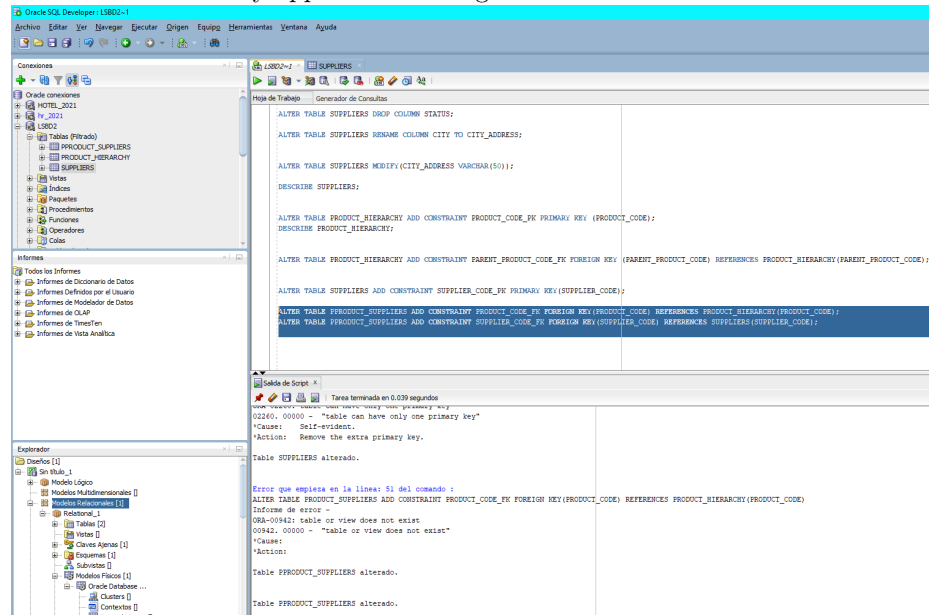 Oracle SQL Developer : LSBD2~1
Archivo Editar Ver Navegar Ejecutar Origen Equipo Herramientas Ventana Ayuda
Conexiones
Oracle conexiones
HOTEL_2021
hr_2021
LSBD2
Tablas (Filtrado)
PPRODUCT_SUPPLIERS
PRODUCT_HIERARCHY
SUPPLIERS
Vistas
Índices
Paquetes
Procedimientos
Funciones
Operadores
Colas
Informes
Todos los Informes
Informes de Diccionario de Datos
Informes Definidos por el Usuario
Informes de Modelador de Datos
Informes de OLAP
Informes de TimesTen
Informes de Vista Analítica
Explorador
Diseños [1]
Sin título_1
Modelo Lógico
Modelos Multidimensionales []
Modelos Relacionales [1]
Relational_1
Tablas [2]
Vistas []
Claves Ajenas [1]
Esquemas [1]
Subvistas []
Modelos Físicos [1]
Oracle Database ...
Clusters []
Contextos []
LSBD2~1
SUPPLIERS
Hoja de Trabajo Generador de Consultas
ALTER TABLE SUPPLIERS DROP COLUMN STATUS;
ALTER TABLE SUPPLIERS RENAME COLUMN CITY TO CITY_ADDRESS;
ALTER TABLE SUPPLIERS MODIFY(CITY_ADDRESS VARCHAR(50));
DESCRIBE SUPPLIERS;
ALTER TABLE PRODUCT_HIERARCHY ADD CONSTRAINT PRODUCT_CODE_PK PRIMARY KEY (PRODUCT_CODE);
DESCRIBE PRODUCT_HIERARCHY;
ALTER TABLE PRODUCT_HIERARCHY ADD CONSTRAINT PARENT_PRODUCT_CODE_FK FOREIGN KEY (PARENT_PRODUCT_CODE) REFERENCES PRODUCT_HIERARCHY(PARENT_PRODUCT_CODE);
ALTER TABLE SUPPLIERS ADD CONSTRAINT SUPPLIER_CODE_PK PRIMARY KEY(SUPPLIER_CODE);
ALTER TABLE PPRODUCT_SUPPLIERS ADD CONSTRAINT PRODUCT_CODE_FK FOREIGN KEY(PRODUCT_CODE) REFERENCES PRODUCT_HIERARCHY(PRODUCT_CODE);
ALTER TABLE PPRODUCT_SUPPLIERS ADD CONSTRAINT SUPPLIER_CODE_FK FOREIGN KEY(SUPPLIER_CODE) REFERENCES SUPPLIERS(SUPPLIER_CODE);
Salida de Script
Tarea terminada en 0.039 segundos
ORA-02260: table can have only one primary key
02260. 00000 - "table can have only one primary key"
*Cause: Self-evident.
*Action: Remove the extra primary key.
Table SUPPLIERS alterado.
Error que empieza en la línea: 51 del comando :
ALTER TABLE PRODUCT_SUPPLIERS ADD CONSTRAINT PRODUCT_CODE_FK FOREIGN KEY(PRODUCT_CODE) REFERENCES PRODUCT_HIERARCHY(PRODUCT_CODE)
Informe de error -
ORA-00942: table or view does not exist
00942. 00000 - "table or view does not exist"
*Cause:
*Action:
Table PPRODUCT_SUPPLIERS alterado.
Table PPRODUCT_SUPPLIERS alterado.